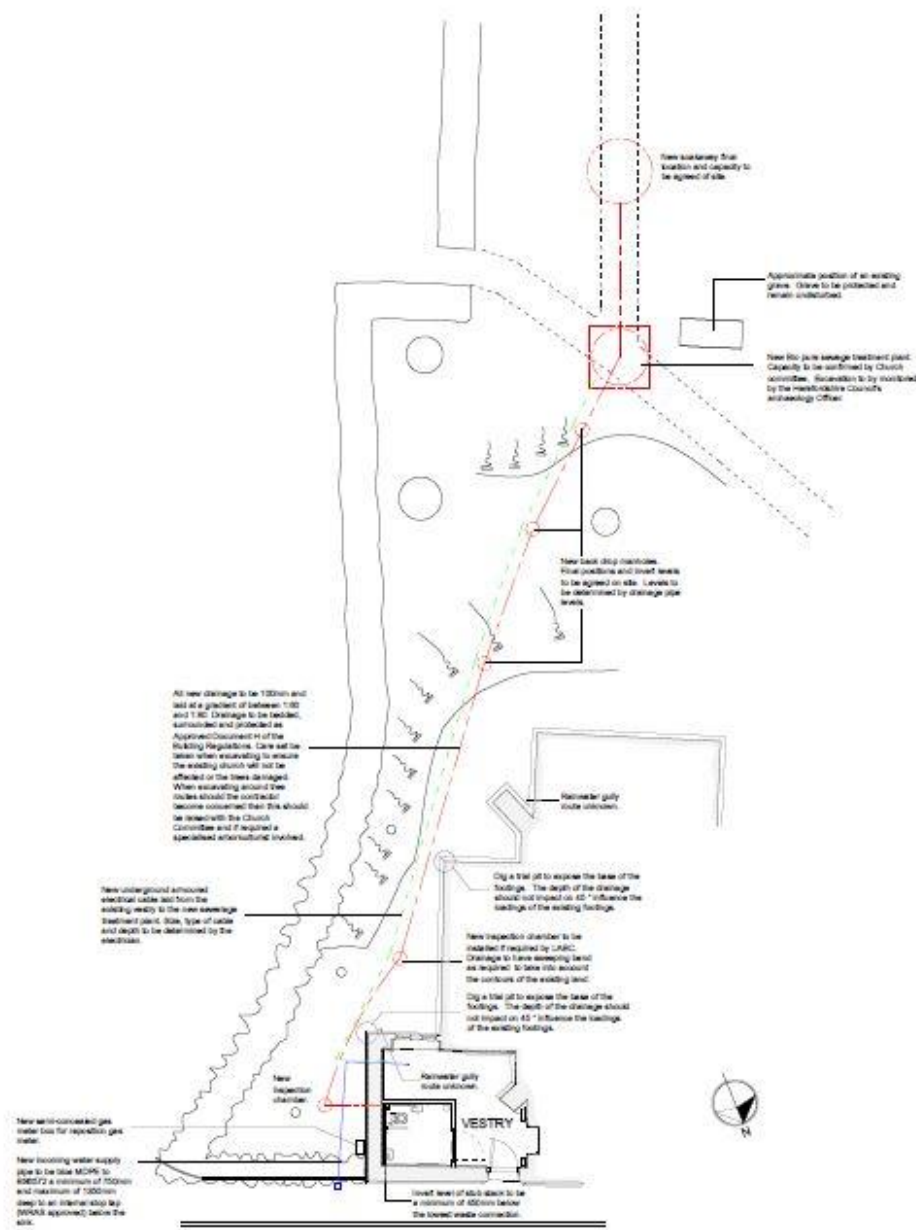 New soakaway final
location and capacity to
be agreed of site.
Approximate position of an existing
grave. Grave to be protected and
remain undisturbed.
New Bio pure sewage treatment plant.
Capacity to be confirmed by Church
committee. Excavation to by monitored
by the Herefordshire Council's
archaeology Officer.
New back drop manholes.
Final positions and invert levels
to be agreed on site. Levels to
be determined by drainage pipe
levels.
All new drainage to be 100mm and
laid at a gradient of between
and Drainage to be bedded,
surrounded and protected as
Approved Document H of the
Building Regulations. Care be
taken when excavating to ensure
the existing church will not be
affected or the trees damaged.
When excavating around tree
routes should the contractor
become concerned then this should
be raised with the Church
Committee and if required a
specialised arboriculturist involved.
Rainwater gully
route unknown.
Dig a trial pit to expose the base of the
footings. The depth of the drainage
should not impact on 45 ° influence the
loadings of the existing footings.
New underground armoured
electrical cable laid from the
existing vestry to the new sewerage
treatment plant. Size, type of cable
and depth to be determined by the
electrician.
New inspection chamber to be
installed if required by LABC.
Drainage to have sweeping bend
as required to take into account
the contours of the existing land.
Dig a trial pit to expose the base of the
footings. The depth of the drainage should
not impact on 45 ° influence the loadings
of the existing footings.
New
inspection
chamber.
Rainwater gully
route unknown.
VESTRY
N
New semi-concealed gas
meter box for reposition gas
meter.
New incoming water supply
pipe to be blue MDPE to
a minimum of 750mm
and maximum of
deep to an internal stop tap
(WRAS approved) below the
sink.
Invert level of stub stack to be
a minimum of 450mm below
the lowest waste connection.